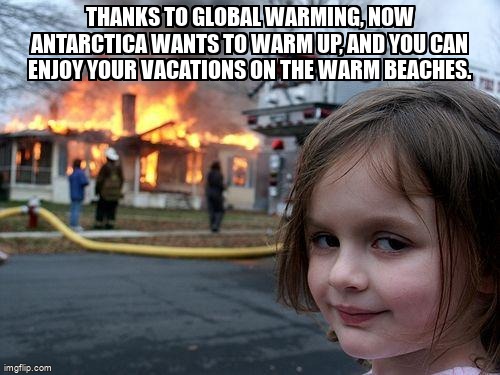 THANKS TO GLOBAL WARMING, NOW
ANTARCTICA WANTS TO WARM UP, AND YOU CAN
ENJOY YOUR VACATIONS ON THE WARM BEACHES.
imgflip.com